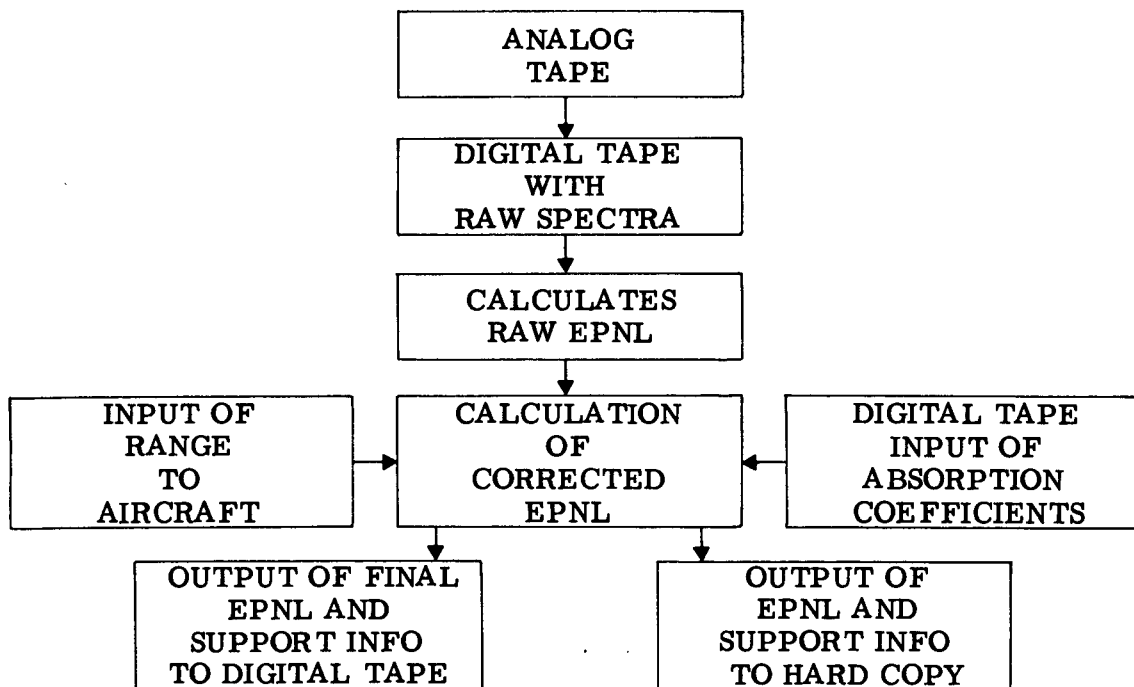 ANALOG
TAPE
DIGITAL TAPE
WITH
RAW SPECTRA
CALCULATES
RAW EPNL
INPUT OF
RANGE
TO
AIRCRAFT
CALCULATION
OF
CORRECTED
EPNL
DIGITAL TAPE
INPUT OF
ABSORPTION
COEFFICIENTS
OUTPUT OF FINAL
EPNL AND
SUPPORT INFO
TO DIGITAL TAPE
OUTPUT OF
EPNL AND
SUPPORT INFO
TO HARD COPY